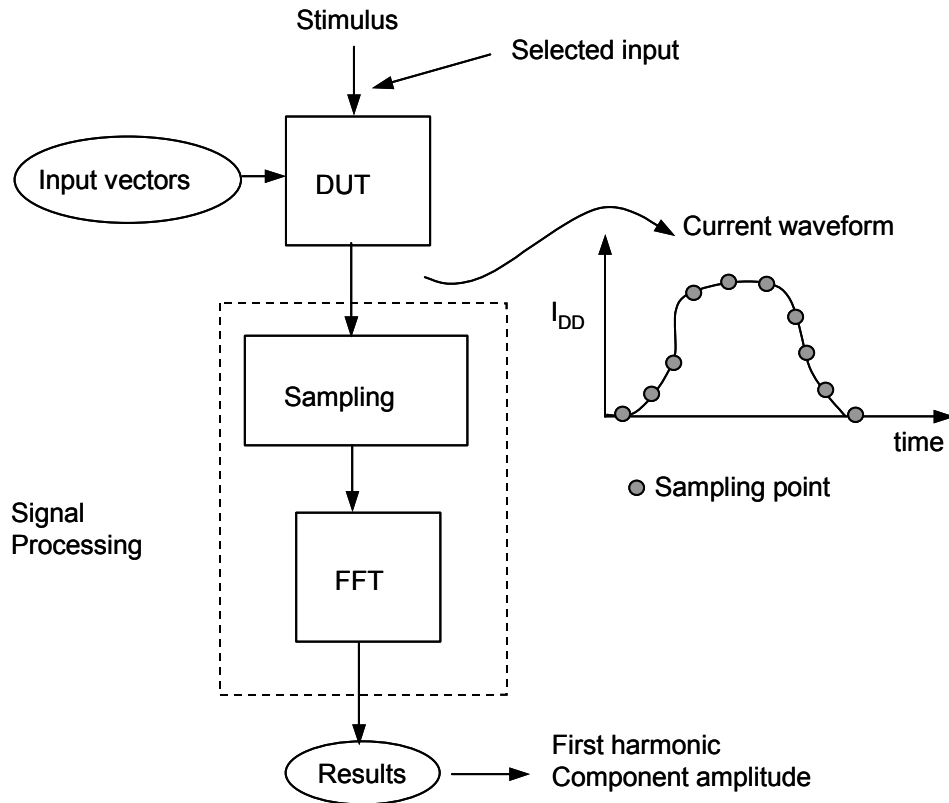 Stimulus
Selected input
Input vectors
DUT
Current waveform
I_DD
Sampling
time
Sampling point
Signal
Processing
FFT
Results
First harmonic
Component amplitude